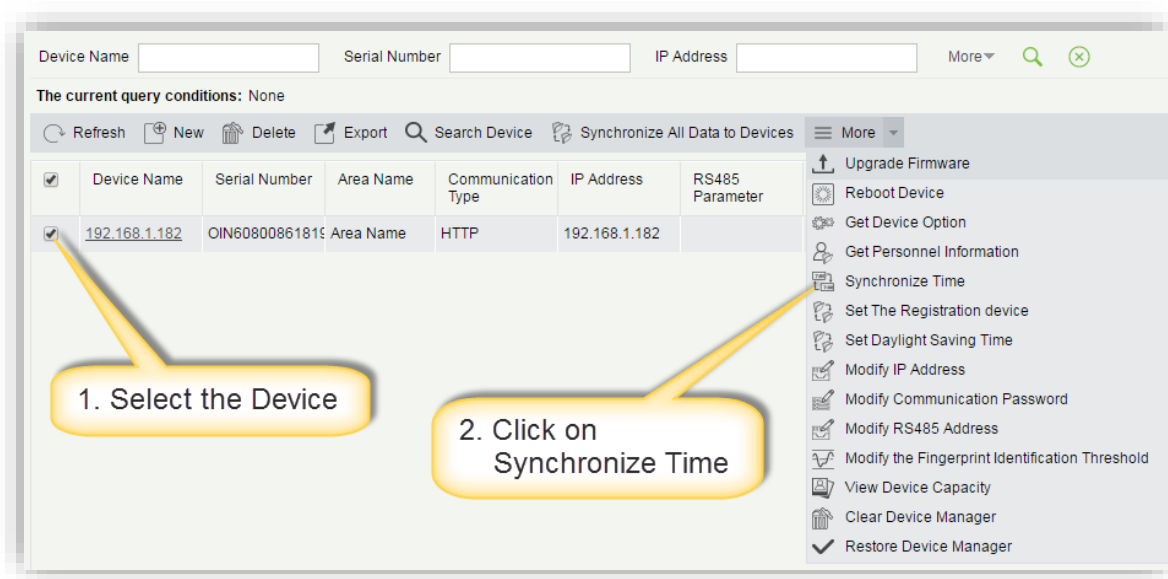 Device Name Serial Number IP Address More
The current query conditions: None
Refresh New Delete Export Search Device Synchronize All Data to Devices More
Device Name Serial Number Area Name Communication Type IP Address RS485 Parameter
192.168.1.182 OIN60800861819 Area Name HTTP 192.168.1.182
Upgrade Firmware
Reboot Device
Get Device Option
Get Personnel Information
Synchronize Time
Set The Registration device
Set Daylight Saving Time
Modify IP Address
Modify Communication Password
Modify RS485 Address
Modify the Fingerprint Identification Threshold
View Device Capacity
Clear Device Manager
Restore Device Manager
1. Select the Device
2. Click on
Synchronize Time